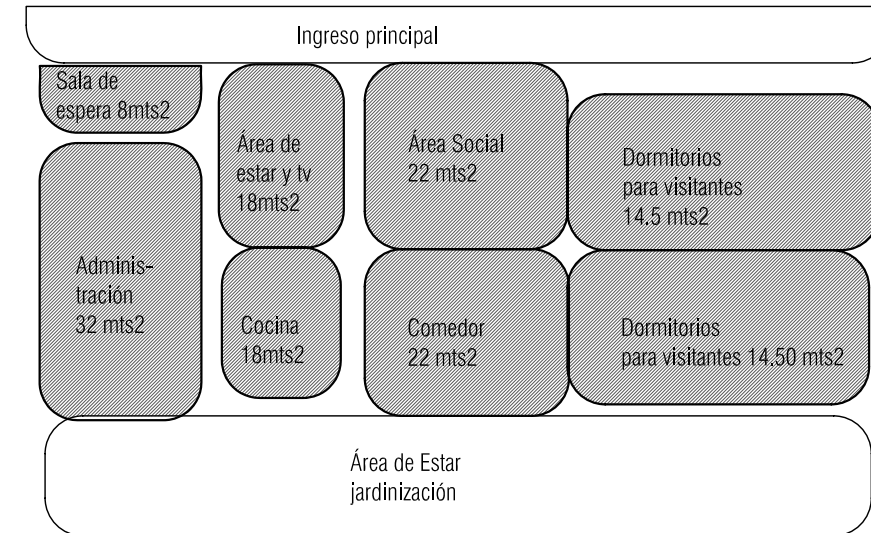 Ingreso principal
Sala de
espera 8mts2
Área de
estar y tv
18mts2
Área Social
22 mts2
Dormitorios
para visitantes
14.5 mts2
Adminis-
tración
32 mts2
Cocina
18mts2
Comedor
22 mts2
Dormitorios
para visitantes 14.50 mts2
Área de Estar
jardinización